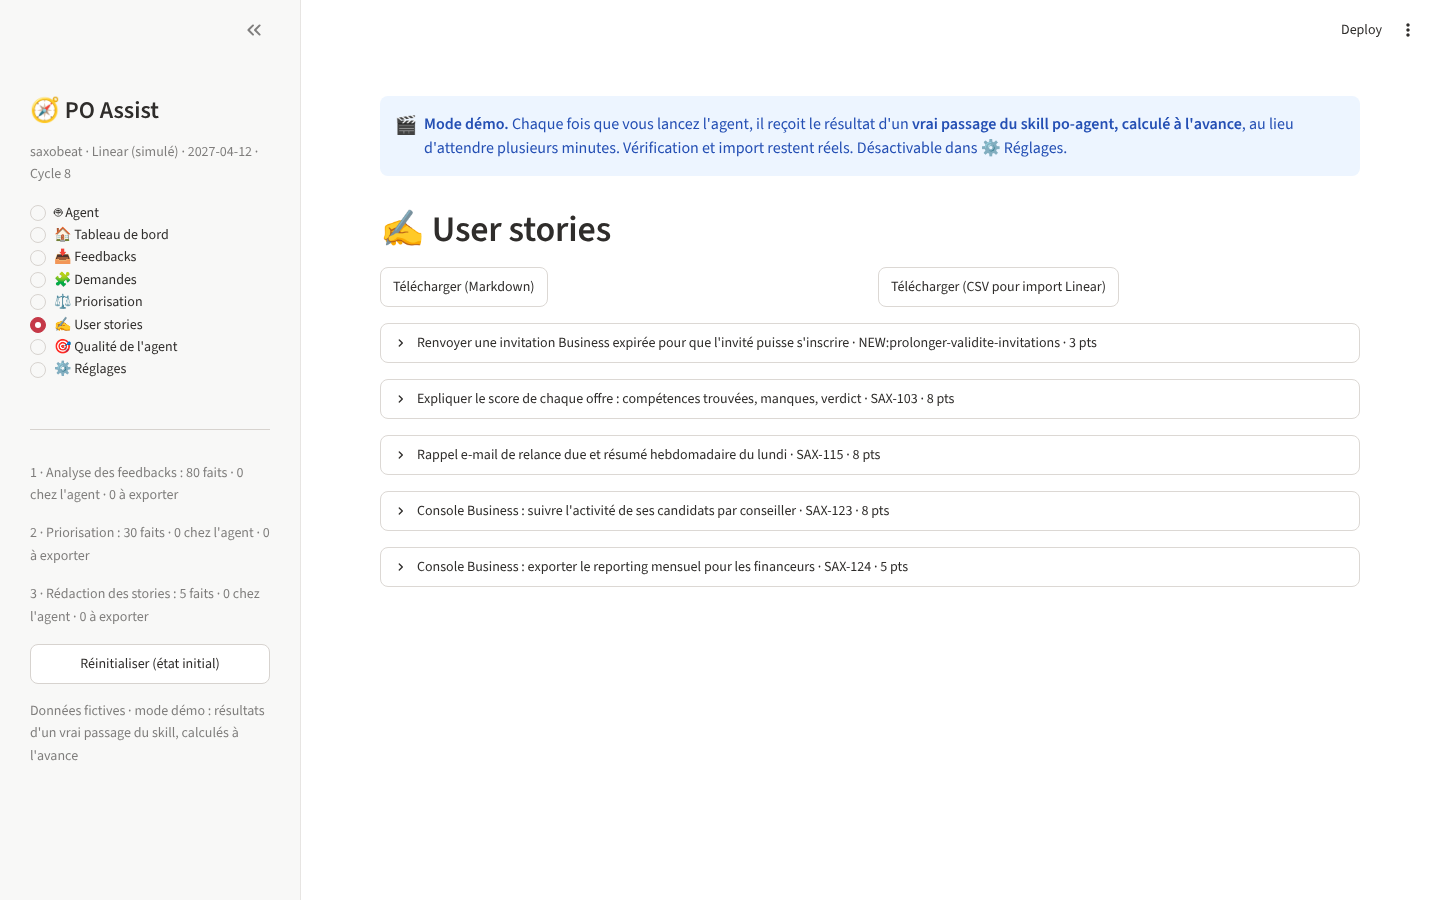 Deploy
🧭 PO Assist
saxobeat · Linear (simulé) · 2027-04-12 ·
Cycle 8
Agent
🏠 Tableau de bord
📥 Feedbacks
🧩 Demandes
⚖️ Priorisation
✍️ User stories
🎯 Qualité de l'agent
⚙️ Réglages
1 · Analyse des feedbacks : 80 faits · 0
chez l'agent · 0 à exporter
2 · Priorisation : 30 faits · 0 chez l'agent · 0
à exporter
3 · Rédaction des stories : 5 faits · 0 chez
l'agent · 0 à exporter
Réinitialiser (état initial)
Données fictives · mode démo : résultats
d'un vrai passage du skill, calculés à
l'avance
🎬 Mode démo. Chaque fois que vous lancez l'agent, il reçoit le résultat d'un vrai passage du skill po-agent, calculé à l'avance, au lieu
d'attendre plusieurs minutes. Vérification et import restent réels. Désactivable dans ⚙️ Réglages.
✍️ User stories
Télécharger (Markdown)
Télécharger (CSV pour import Linear)
Renvoyer une invitation Business expirée pour que l'invité puisse s'inscrire · NEW:prolonger-validite-invitations · 3 pts
Expliquer le score de chaque offre : compétences trouvées, manques, verdict · SAX-103 · 8 pts
Rappel e-mail de relance due et résumé hebdomadaire du lundi · SAX-115 · 8 pts
Console Business : suivre l'activité de ses candidats par conseiller · SAX-123 · 8 pts
Console Business : exporter le reporting mensuel pour les financeurs · SAX-124 · 5 pts